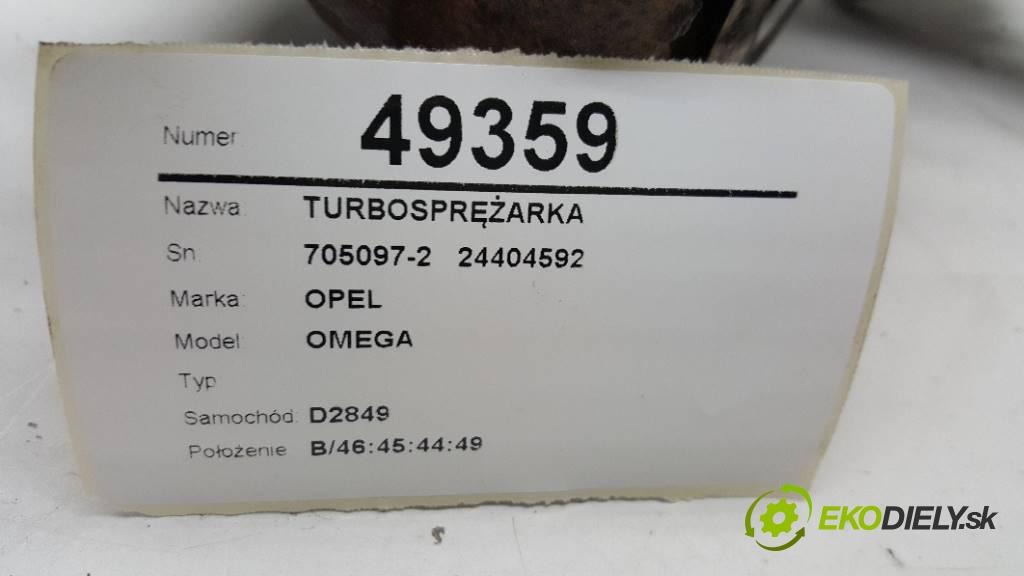 Numer: 49359
Nazwa: TURBOSPRĘŻARKA
Sn: 705097-2 24404592
Marka: OPEL
Model: OMEGA
Typ
Samochód: D2849
Położenie B/46:45:44:49
EKODIELY.sk